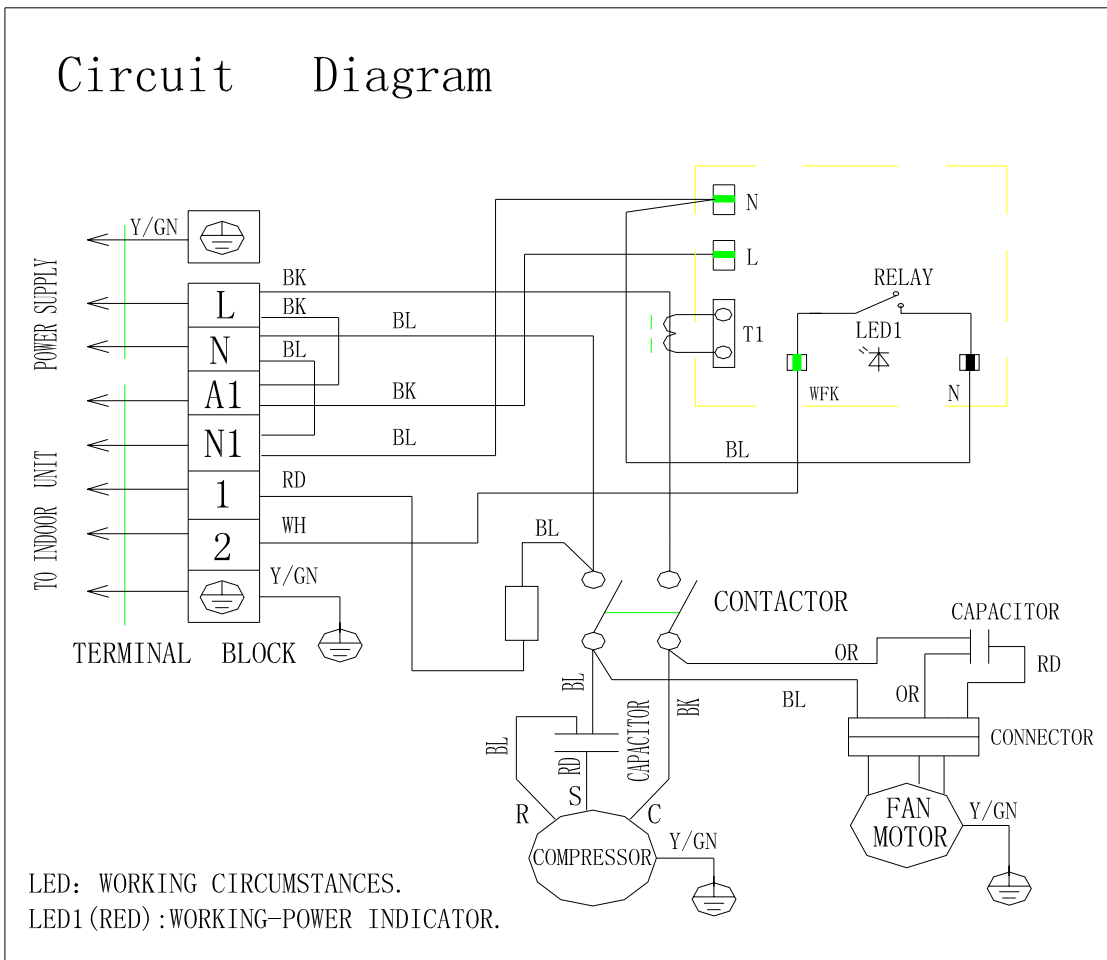 Circuit Diagram
Y/GN
N
L
BK
L
RELAY
BK
BL
N
T1
LED1
BL
A1
BK
WFK
N
N1
BL
BL
RD
1
WH
2
BL
Y/GN
CONTACTOR
CAPACITOR
POWER SUPPLY
TO INDOOR UNIT
TERMINAL BLOCK
OR
RD
BL
BK
BL
OR
CONNECTOR
BL
RD
CAPACITOR
S
R
C
FAN
MOTOR
Y/GN
Y/GN
COMPRESSOR
LED: WORKING CIRCUMSTANCES.
LED1(RED):WORKING-POWER INDICATOR.